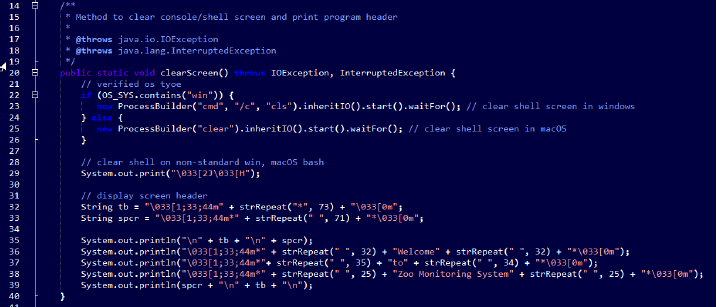 14 /**
15 * Method to clear console/shell screen and print program header
16 *
17 * @throws java.io.IOException
18 * @throws java.lang.InterruptedException
19 */
20 public static void clearScreen() throws IOException, InterruptedException {
21 // verified os tyoe
22 if (OS_SYS.contains("win")) {
23 new ProcessBuilder("cmd", "/c", "cls").inheritIO().start().waitFor(); // clear shell screen in windows
24 } else {
25 new ProcessBuilder("clear").inheritIO().start().waitFor(); // clear shell screen in macOS
26 }
27
28 // clear shell on non-standard win, macOS bash
29 System.out.print("\033[2J\033[H");
30
31 // display screen header
32 String tb = "\033[1;33;44m" + strRepeat("*", 73) + "\033[0m";
33 String spcr = "\033[1;33;44m*" + strRepeat(" ", 71) + "*\033[0m";
34
35 System.out.println("\n" + tb + "\n" + spcr);
36 System.out.println("\033[1;33;44m*" + strRepeat(" ", 32) + "Welcome" + strRepeat(" ", 32) + "*\033[0m");
37 System.out.println("\033[1;33;44m*"+ strRepeat(" ", 35) + "to" + strRepeat(" ", 34) + "*\033[0m");
38 System.out.println("\033[1;33;44m*" + strRepeat(" ", 25) + "Zoo Monitoring System" + strRepeat(" ", 25) + "*\033[0m");
39 System.out.println(spcr + "\n" + tb + "\n");
40 }